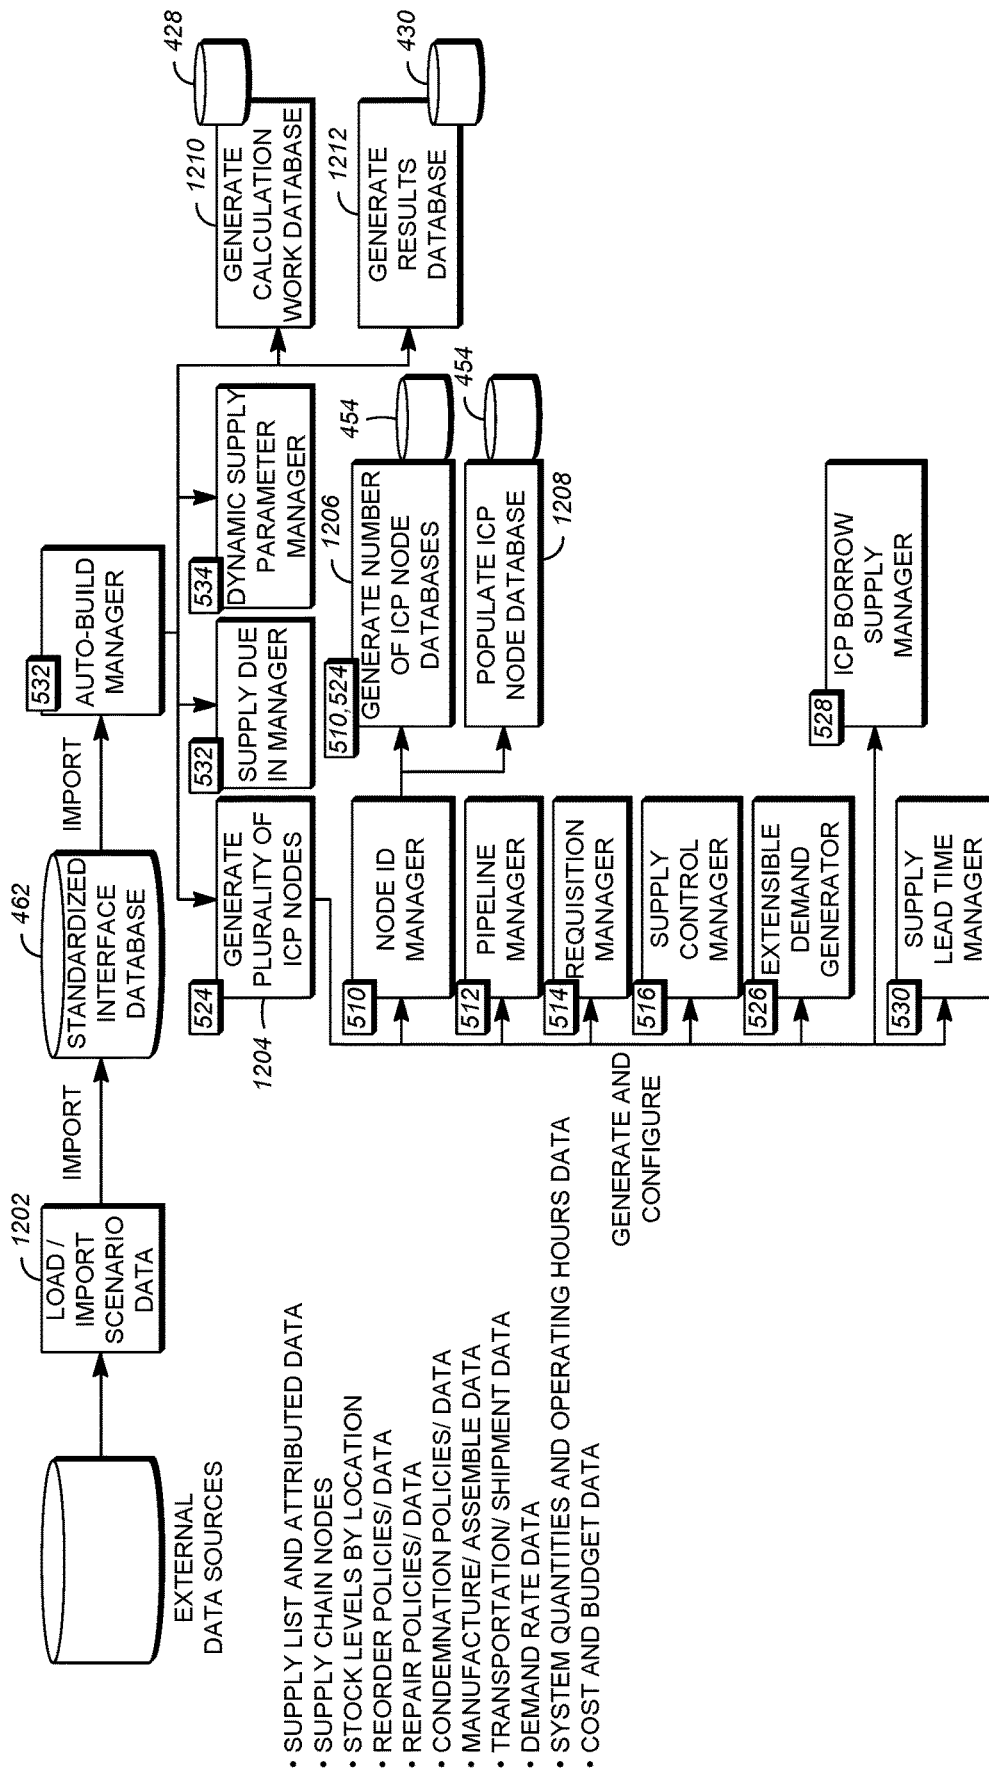 EXTERNAL
DATA SOURCES
1202
LOAD /
IMPORT
SCENARIO
DATA
IMPORT
462
STANDARDIZED
INTERFACE
DATABASE
IMPORT
532
AUTO-BUILD
MANAGER
524
GENERATE
PLURALITY OF
ICP NODES
1204
532
SUPPLY DUE
IN MANAGER
534
DYNAMIC SUPPLY
PARAMETER
MANAGER
1210
GENERATE
CALCULATION
WORK DATABASE
428
1212
GENERATE
RESULTS
DATABASE
430
510
NODE ID
MANAGER
510,524
GENERATE NUMBER
OF ICP NODE
DATABASES
1206
454
POPULATE ICP
NODE DATABASE
1208
454
512
PIPELINE
MANAGER
514
REQUISITION
MANAGER
516
SUPPLY
CONTROL
MANAGER
526
EXTENSIBLE
DEMAND
GENERATOR
528
ICP BORROW
SUPPLY
MANAGER
530
SUPPLY
LEAD TIME
MANAGER
GENERATE AND
CONFIGURE
• SUPPLY LIST AND ATTRIBUTED DATA
• SUPPLY CHAIN NODES
• STOCK LEVELS BY LOCATION
• REORDER POLICIES/ DATA
• REPAIR POLICIES/ DATA
• CONDEMNATION POLICIES/ DATA
• MANUFACTURE/ ASSEMBLE DATA
• TRANSPORTATION/ SHIPMENT DATA
• DEMAND RATE DATA
• SYSTEM QUANTITIES AND OPERATING HOURS DATA
• COST AND BUDGET DATA